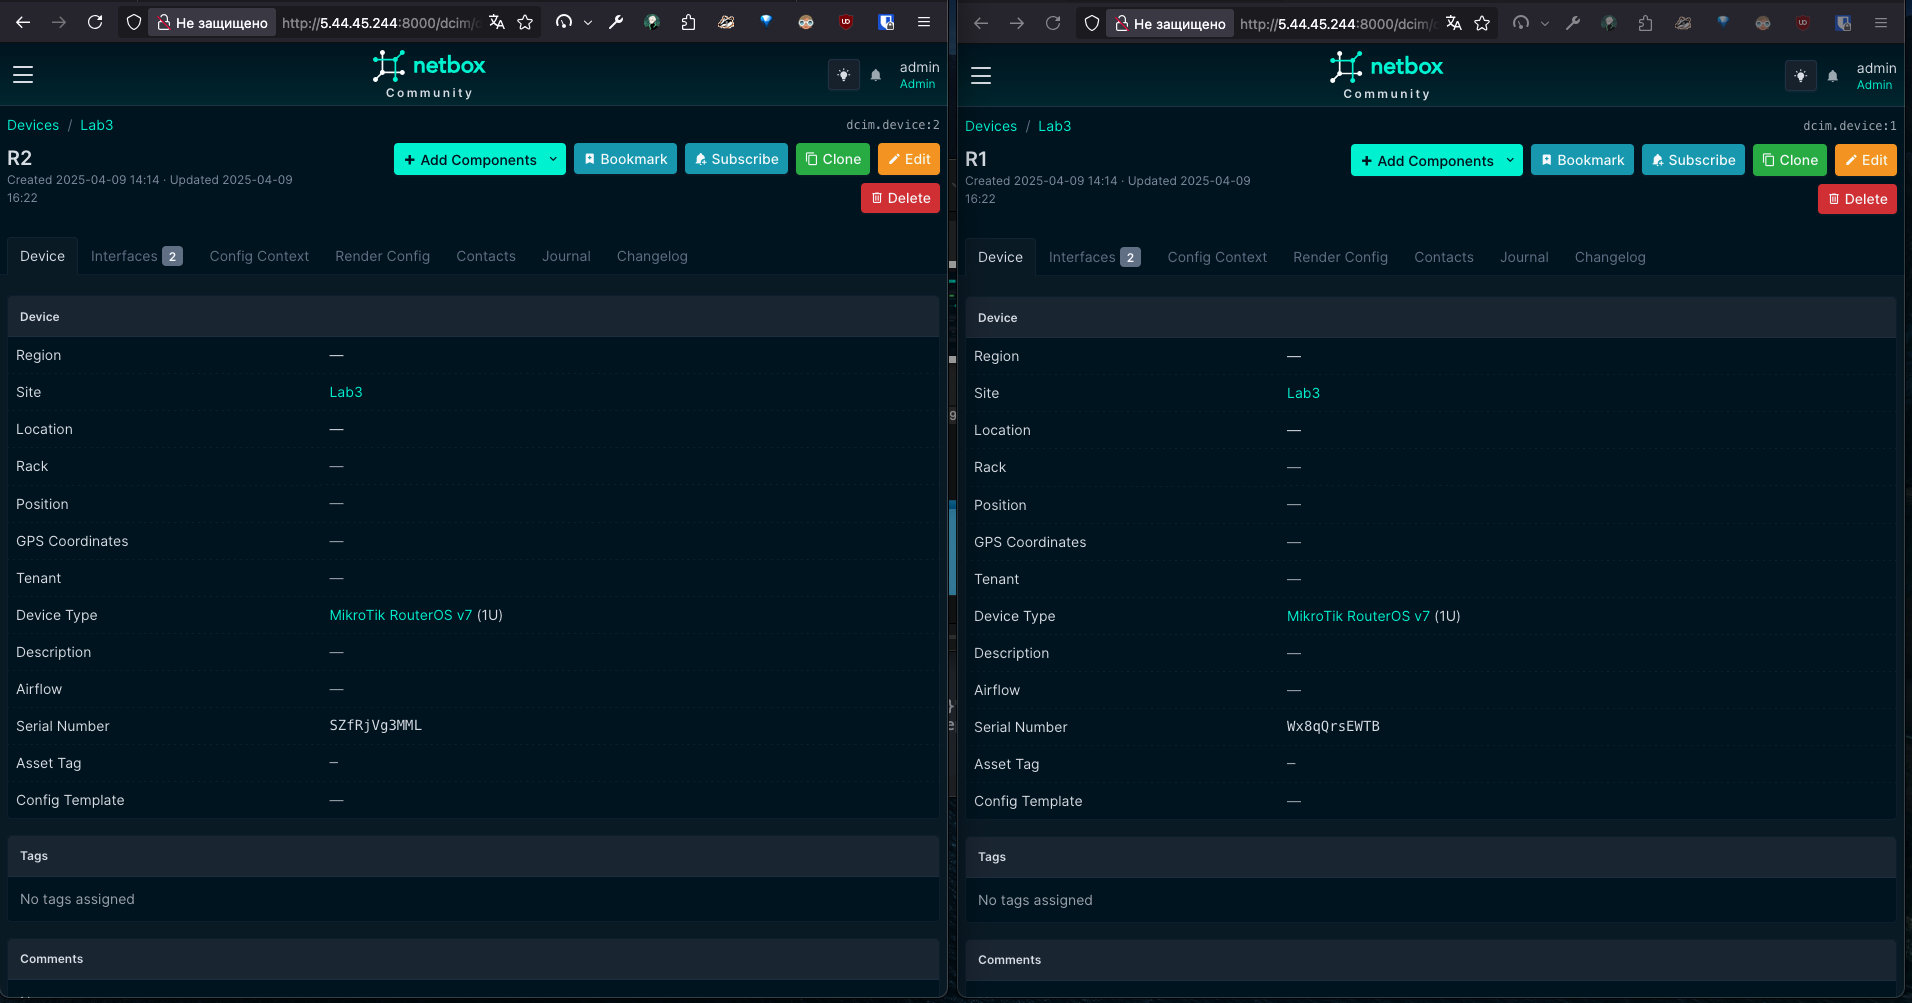 Не защищено http://5.44.45.244:8000/dcim/
netbox
Community
admin
Admin
Devices / Lab3
dcim.device:2
R2
Add Components Bookmark Subscribe Clone Edit
Created 2025-04-09 14:14 · Updated 2025-04-09
16:22
Delete
Device Interfaces 2 Config Context Render Config Contacts Journal Changelog
Device
Region —
Site Lab3
Location —
Rack —
Position —
GPS Coordinates —
Tenant —
Device Type MikroTik RouterOS v7 (1U)
Description —
Airflow —
Serial Number SZfRjVg3MML
Asset Tag —
Config Template —
Tags
No tags assigned
Comments
Не защищено http://5.44.45.244:8000/dcim/
netbox
Community
admin
Admin
Devices / Lab3
dcim.device:1
R1
Add Components Bookmark Subscribe Clone Edit
Created 2025-04-09 14:14 · Updated 2025-04-09
16:22
Delete
Device Interfaces 2 Config Context Render Config Contacts Journal Changelog
Device
Region —
Site Lab3
Location —
Rack —
Position —
GPS Coordinates —
Tenant —
Device Type MikroTik RouterOS v7 (1U)
Description —
Airflow —
Serial Number Wx8qQrsEWTB
Asset Tag —
Config Template —
Tags
No tags assigned
Comments